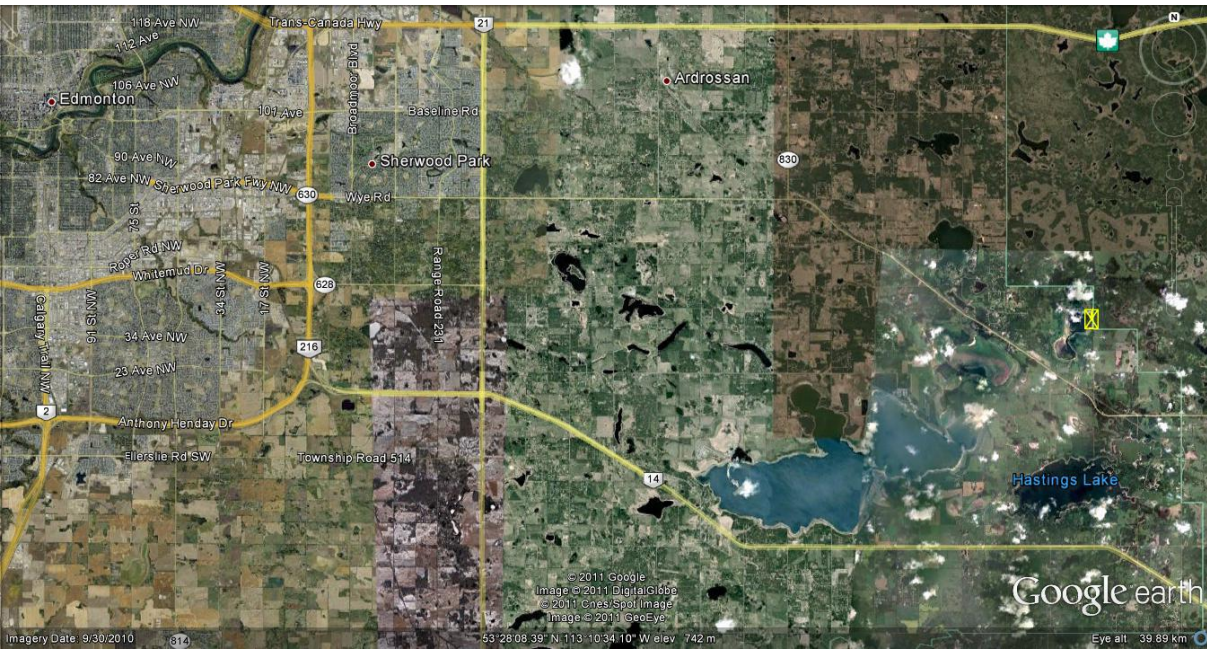 118 Ave NW
Trans-Canada Hwy
21
N
112 Ave
106 Ave NW
Edmonton
101 Ave
Broadmoor Blvd
Baseline Rd
Ardrossan
90 Ave NW
Sherwood Park
830
82 Ave NW
Sherwood Park Fwy NW
630
Wye Rd
75 St
Roper Rd NW
Whitemud Dr
34 St NW
17 St NW
628
Range Road 231
Calgary Trail NW
91 St NW
34 Ave NW
216
23 Ave NW
2
Anthony Henday Dr
Ellerslie Rd SW
Township Road 514
14
Hastings Lake
© 2011 Google
Image © 2011 DigitalGlobe
© 2011 Cnes/Spot Image
Image © 2011 GeoEye
Google earth
Imagery Date: 9/30/2010
814
53°28'08.39" N 113°10'34.10" W elev 742 m
Eye alt 39.89 km